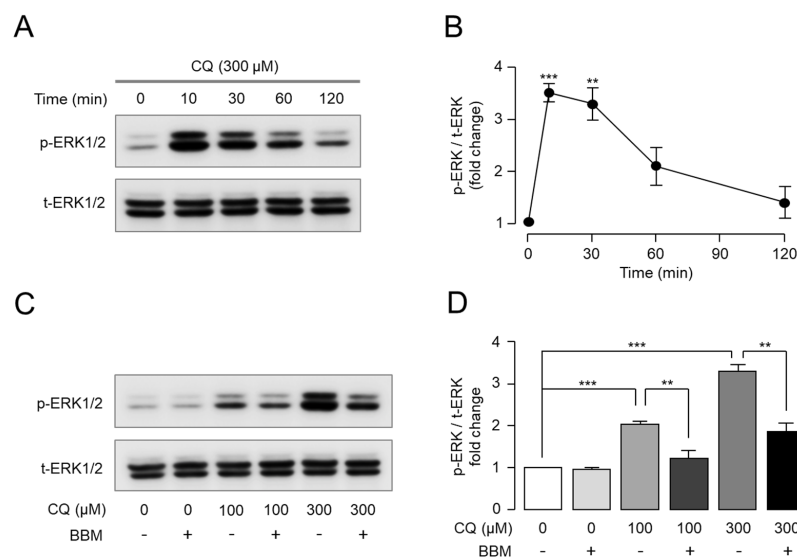 A
CQ (300 µM)
Time (min) 0 10 30 60 120
p-ERK1/2
t-ERK1/2
B
p-ERK / t-ERK
(fold change)
4
3
2
1
***
**
0 30 60 90 120
Time (min)
C
p-ERK1/2
t-ERK1/2
CQ (µM) 0 0 100 100 300 300
BBM - + - + - +
D
p-ERK / t-ERK
fold change
4
3
2
1
0
*** **
*** **
CQ (µM) 0 0 100 100 300 300
BBM - + - + - +